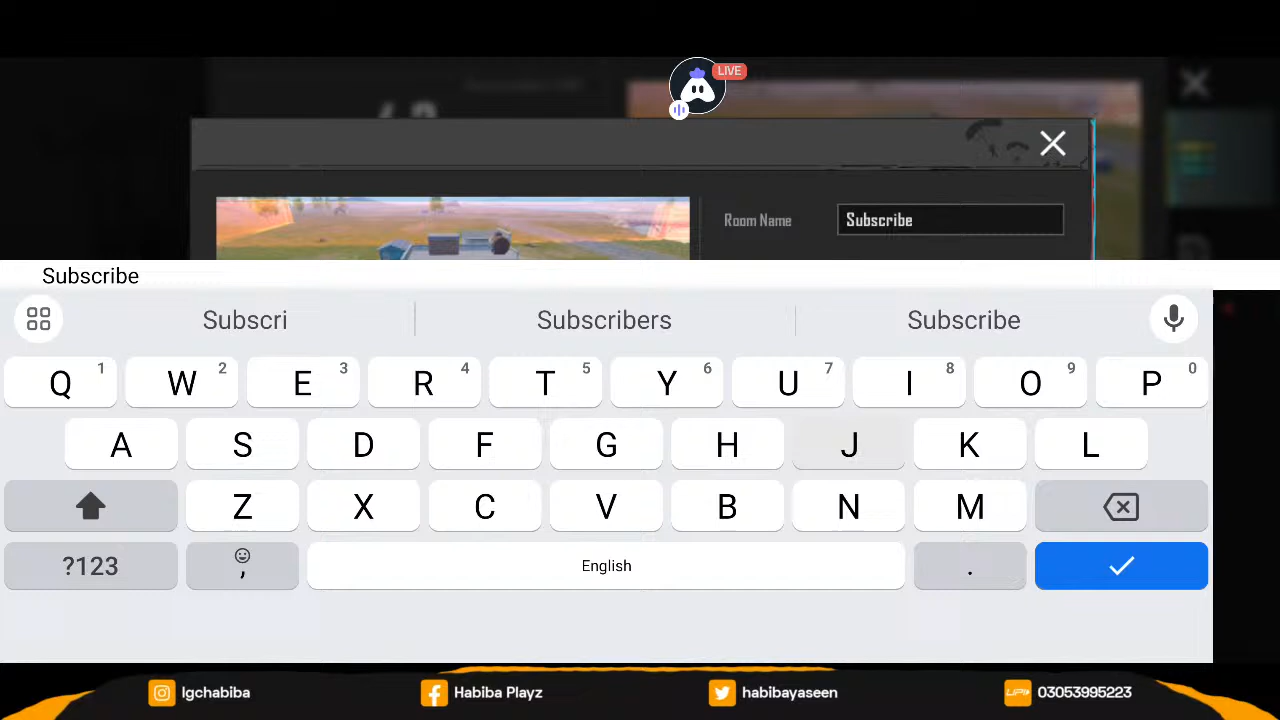 LIVE
Room Name
Subscribe
Subscribe
Subscri
Subscribers
Subscribe
Q 1 W 2 E 3 R 4 T 5 Y 6 U 7 I 8 O 9 P 0
A S D F G H J K L
Z X C V B N M
?123 , English .
Igchabiba
Habiba Playz
habibayaseen
03053995223